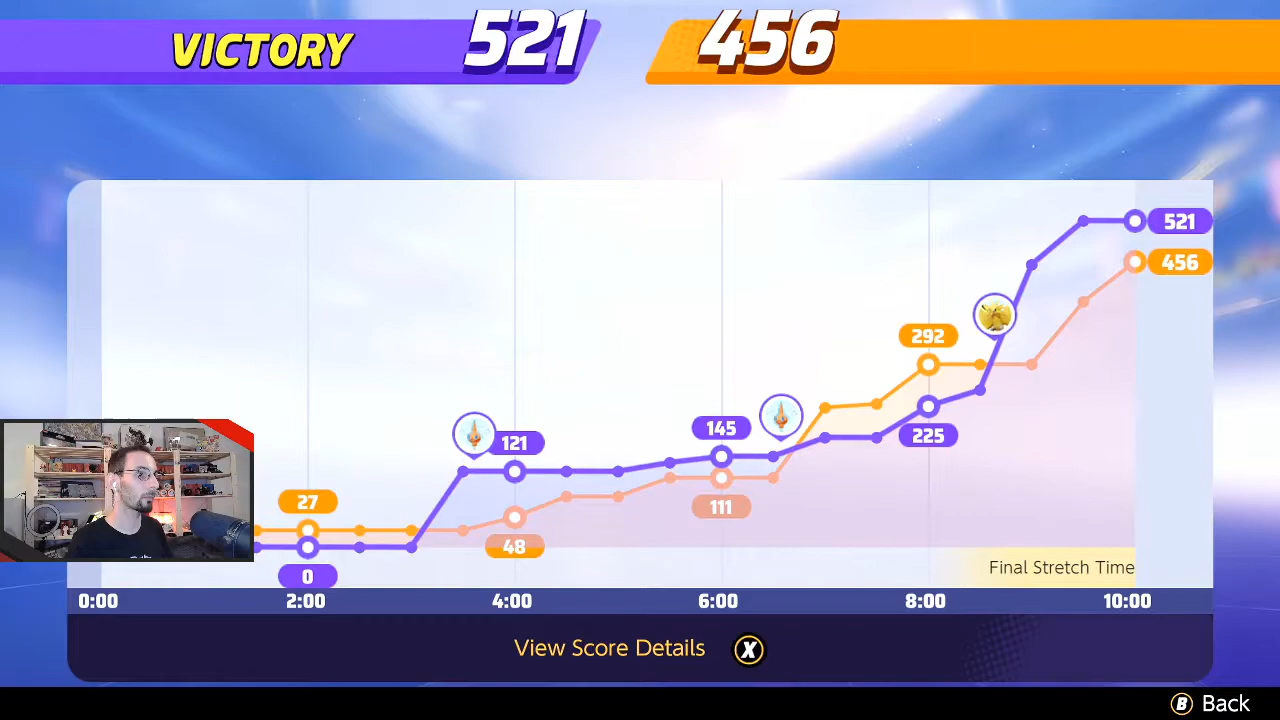 VICTORY 521 456
521
456
292
121
145
225
27
111
48
0
Final Stretch Time
0:00 2:00 4:00 6:00 8:00 10:00
View Score Details X
B Back